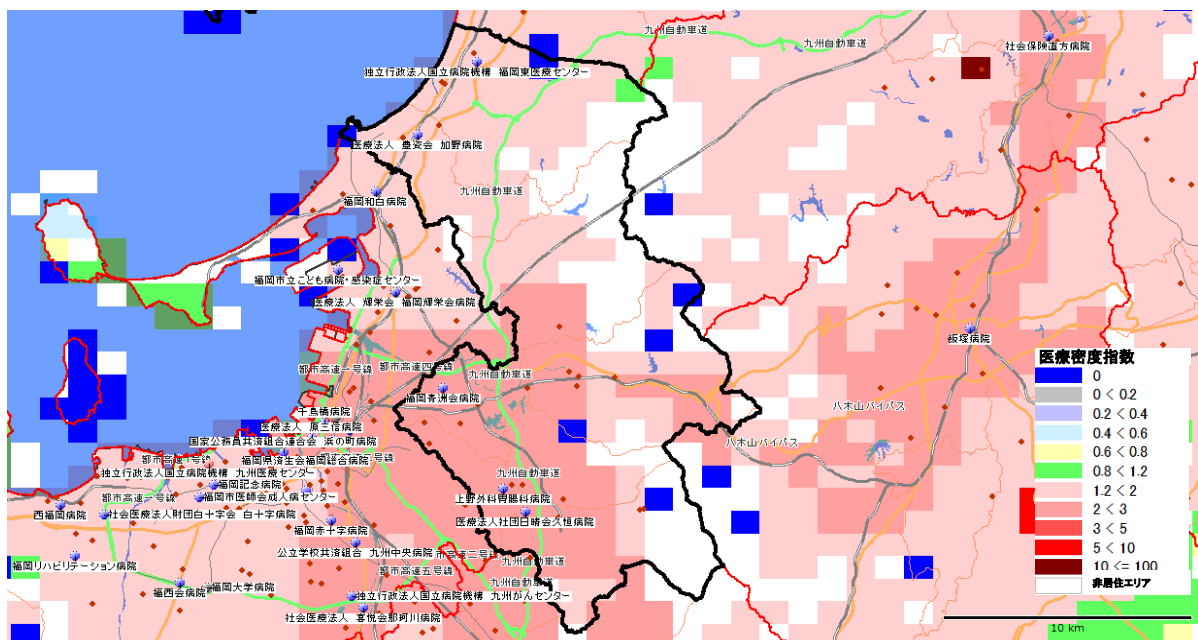 九州自動車道
九州自動車道
社会保険直方病院
独立行政法人国立病院機構 福岡東医療センター
医療法人 豊資会 加野病院
九州自動車道
福岡和白病院
福岡市立こども病院・感染症センター
医療法人 輝栄会 福岡輝栄会病院
飯塚病院
都市高速一号線
都市高速四号線
九州自動車道
福岡青洲会病院
千鳥橋病院
八木山バイパス
医療法人 原三信病院
国家公務員共済組合連合会 浜の町病院
八木山バイパス
福岡県済生会福岡総合病院
独立行政法人国立病院機構 九州医療センター
九州自動車道
福岡記念病院
上野外科胃腸科病院
福岡市医師会成人病センター
西福岡病院
社会医療法人財団白十字会 白十字病院
医療法人社団日晴会久恒病院
福岡赤十字病院
公立学校共済組合 九州中央病院
都市高速二号線
九州自動車道
福岡リハビリテーション病院
都市高速五号線
九州自動車道
福西会病院
福岡大学病院
独立行政法人国立病院機構 九州がんセンター
社会医療法人 喜悦会那珂川病院
医療密度指数
0
0 < 0.2
0.2 < 0.4
0.4 < 0.6
0.6 < 0.8
0.8 < 1.2
1.2 < 2
2 < 3
3 < 5
5 < 10
10 <= 100
非居住エリア
10 km